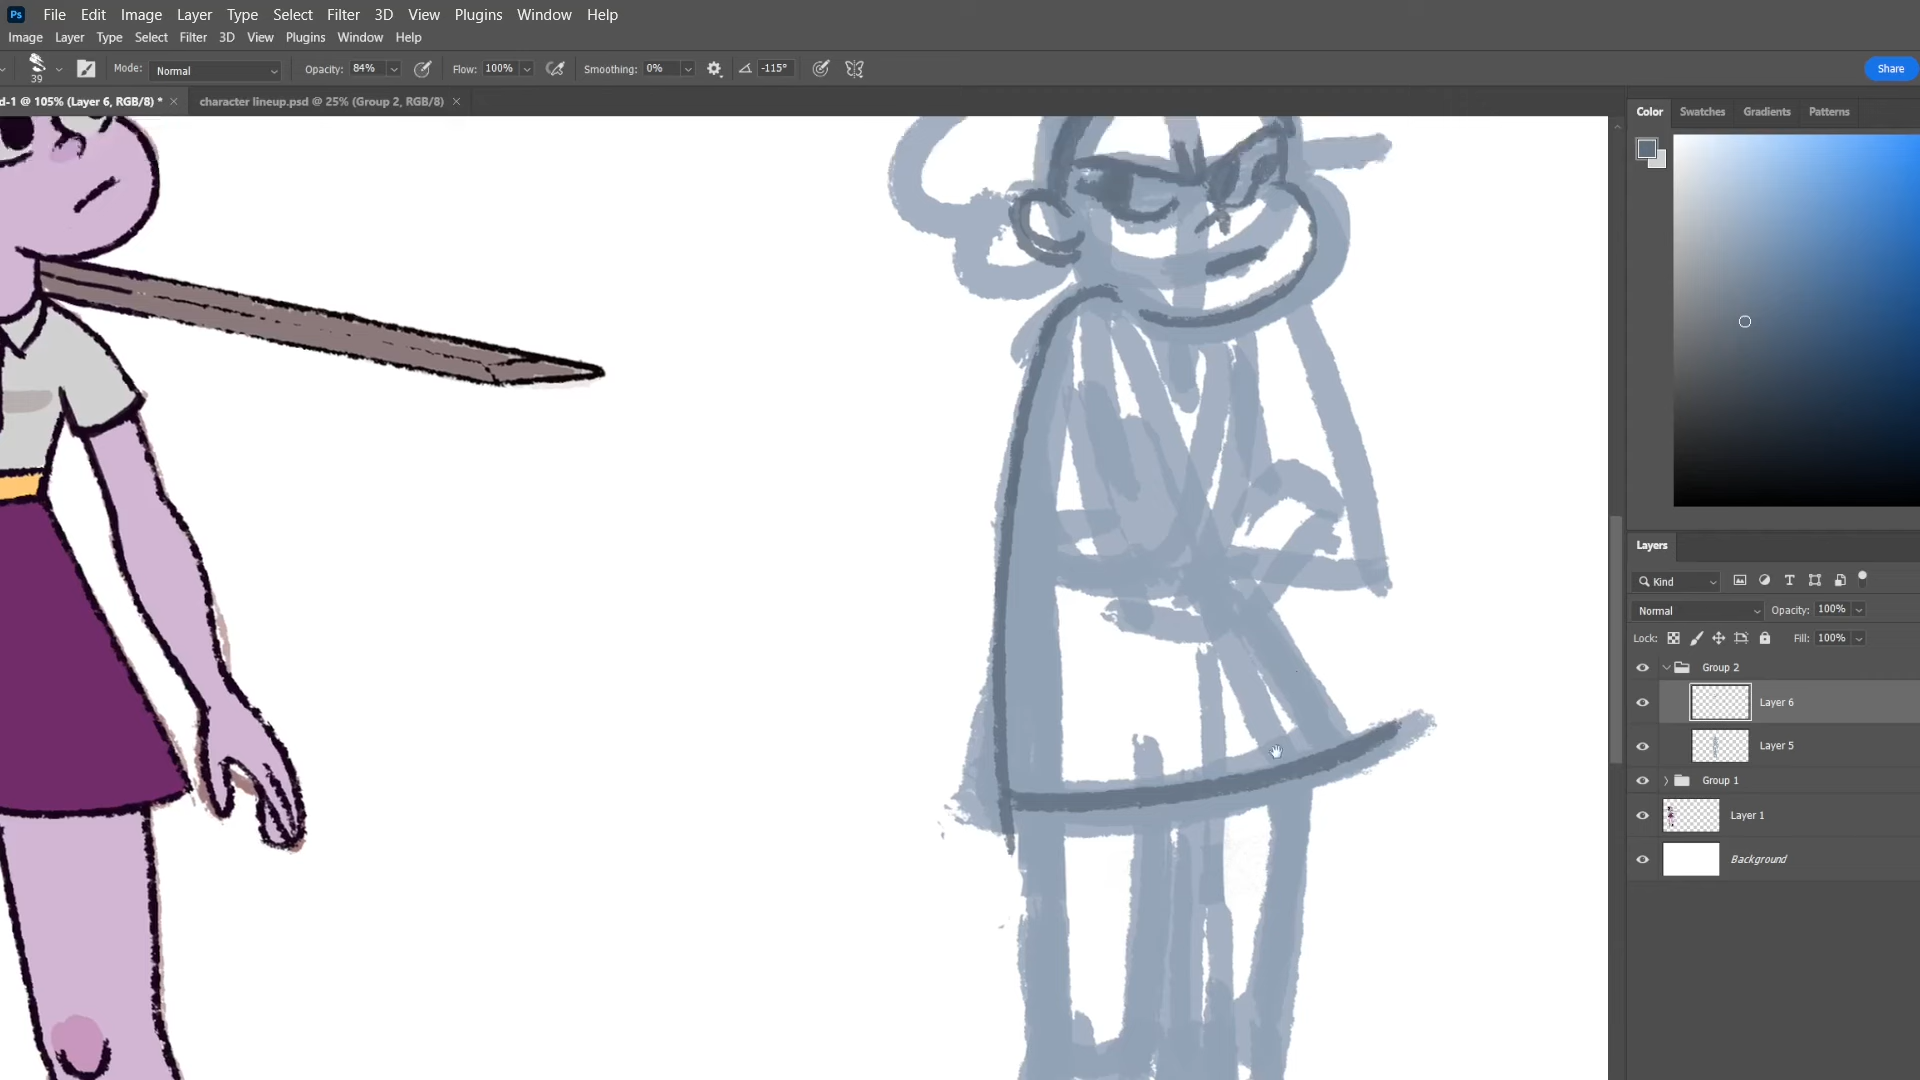 Ps File Edit Image Layer Type Select Filter 3D View Plugins Window Help
Image Layer Type Select Filter 3D View Plugins Window Help
39 Mode: Normal Opacity: 84% Flow: 100% Smoothing: 0% -115° Share
d-1 @ 105% (Layer 6, RGB/8) * character lineup.psd @ 25% (Group 2, RGB/8)
Color Swatches Gradients Patterns
Layers
Kind
Normal Opacity: 100%
Lock: Fill: 100%
Group 2
Layer 6
Layer 5
Group 1
Layer 1
Background